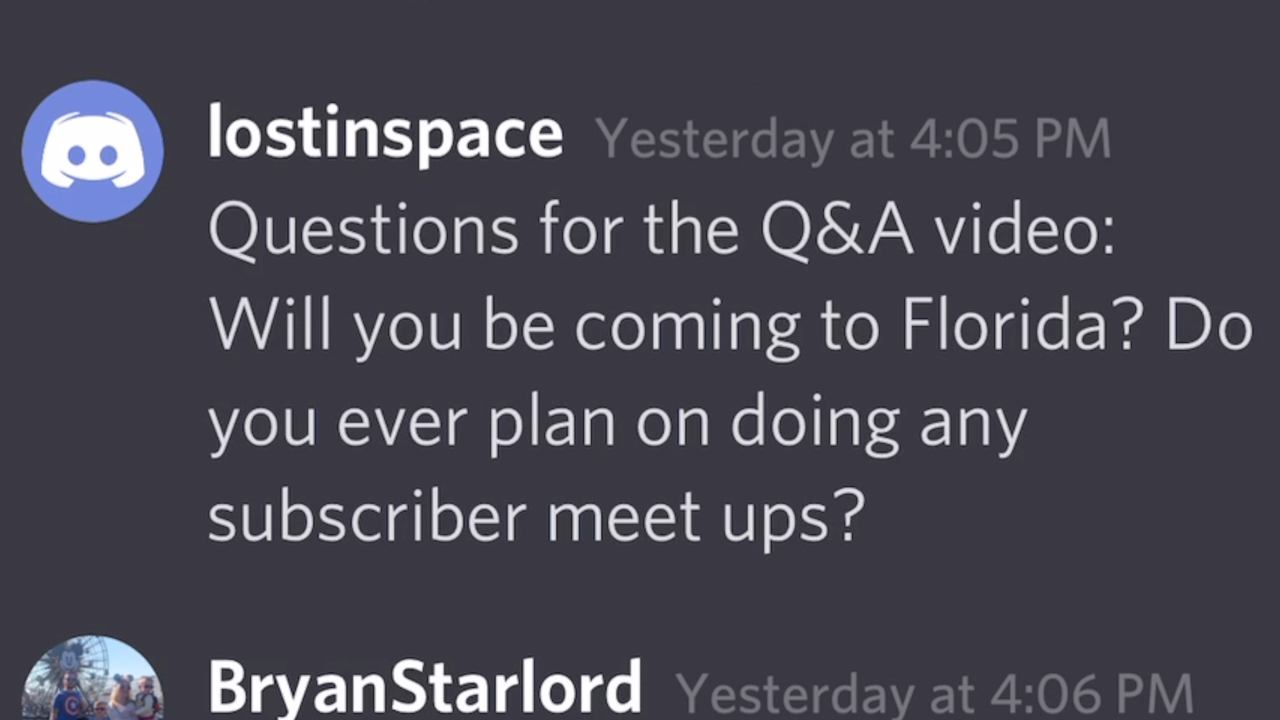 lostinspace Yesterday at 4:05 PM
Questions for the Q&A video:
Will you be coming to Florida? Do
you ever plan on doing any
subscriber meet ups?
BryanStarlord Yesterday at 4:06 PM